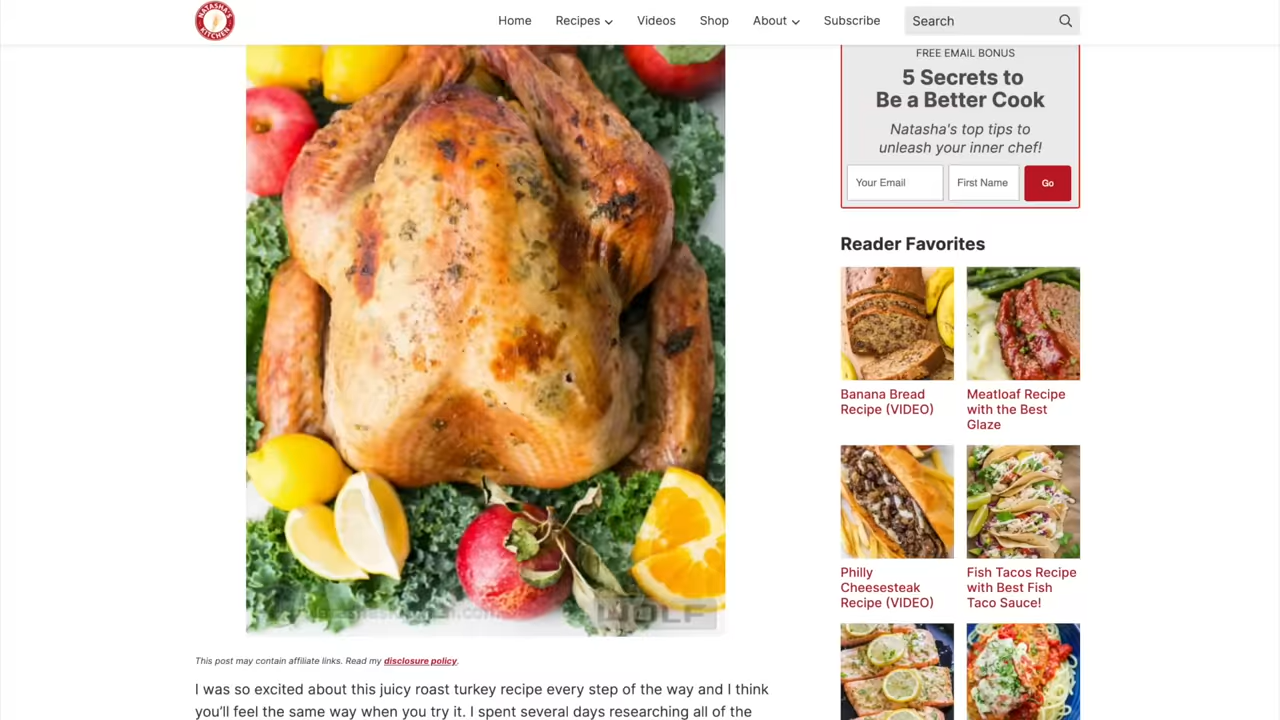 NATASHA'S
KITCHEN
Home
Recipes
Videos
Shop
About
Subscribe
Search
FREE EMAIL BONUS
5 Secrets to
Be a Better Cook
Natasha's top tips to
unleash your inner chef!
Your Email
First Name
Go
Reader Favorites
Banana Bread
Recipe (VIDEO)
Meatloaf Recipe
with the Best
Glaze
Philly
Cheesesteak
Recipe (VIDEO)
Fish Tacos Recipe
with Best Fish
Taco Sauce!
WOLF
This post may contain affiliate links. Read my disclosure policy.
I was so excited about this juicy roast turkey recipe every step of the way and I think
you'll feel the same way when you try it. I spent several days researching all of the